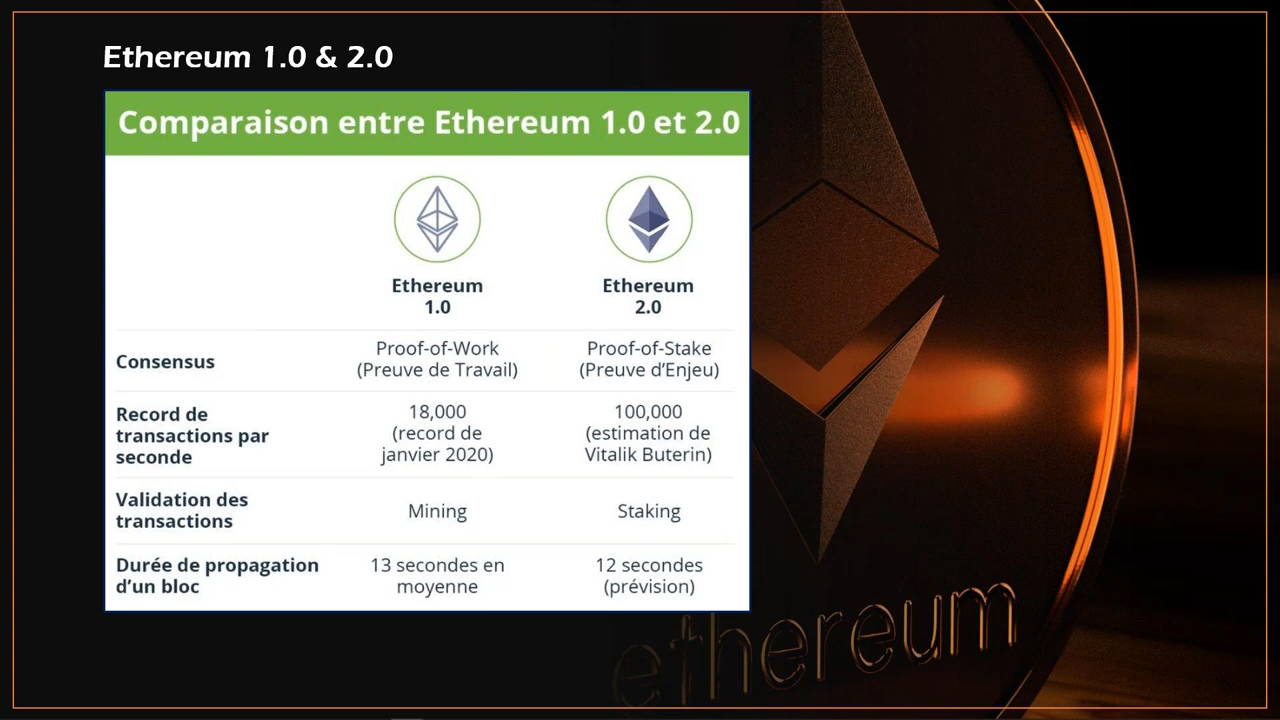 Ethereum 1.0 & 2.0
Comparaison entre Ethereum 1.0 et 2.0
Ethereum
1.0
Ethereum
2.0
Consensus
Proof-of-Work
(Preuve de Travail)
Proof-of-Stake
(Preuve d’Enjeu)
Record de
transactions par
seconde
18,000
(record de
janvier 2020)
100,000
(estimation de
Vitalik Buterin)
Validation des
transactions
Mining
Staking
Durée de propagation
d’un bloc
13 secondes en
moyenne
12 secondes
(prévision)
ethereum